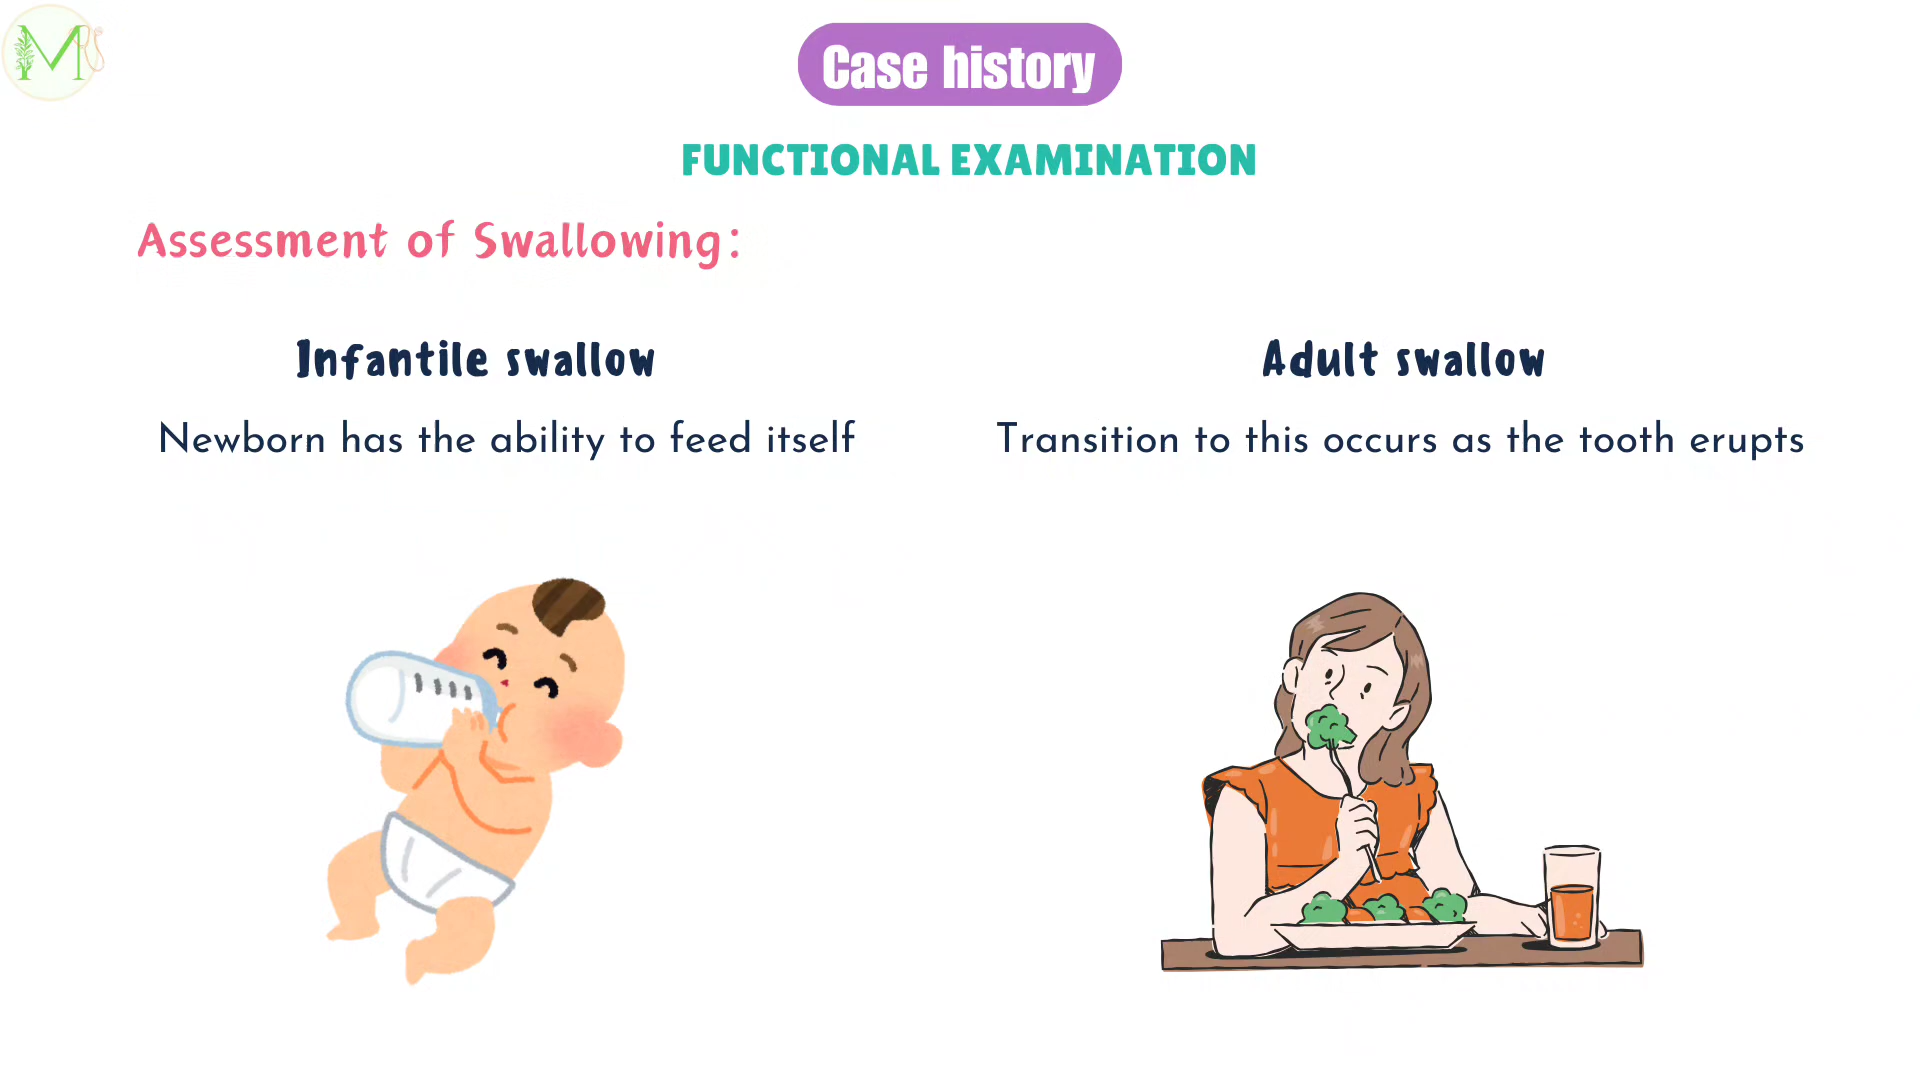 M
Case history
FUNCTIONAL EXAMINATION
Assessment of Swallowing:
Infantile swallow
Adult swallow
Newborn has the ability to feed itself
Transition to this occurs as the tooth erupts